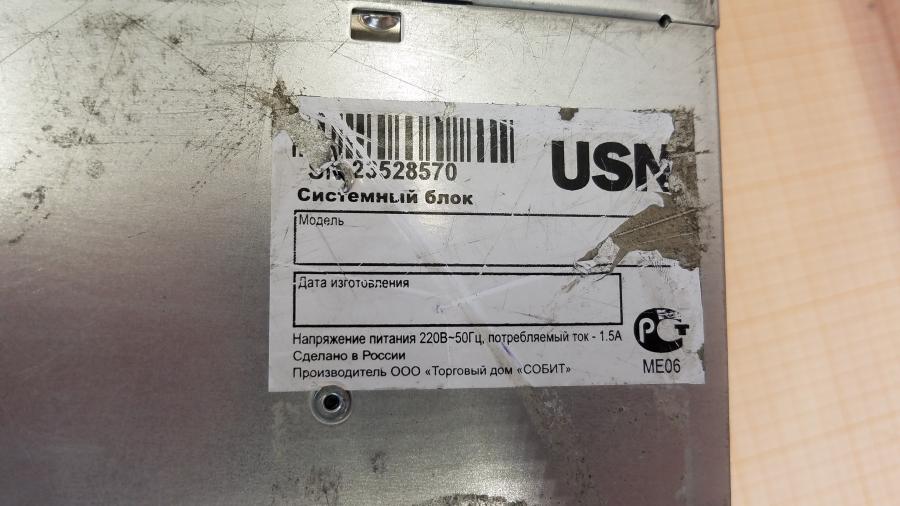 USN
23528570
Системный блок
Модель
Дата изготовления
Напряжение питания 220В~50Гц, потребляемый ток - 1.5А
Сделано в России
Производитель ООО «Торговый дом «СОБИТ»
РСТ
МЕ06